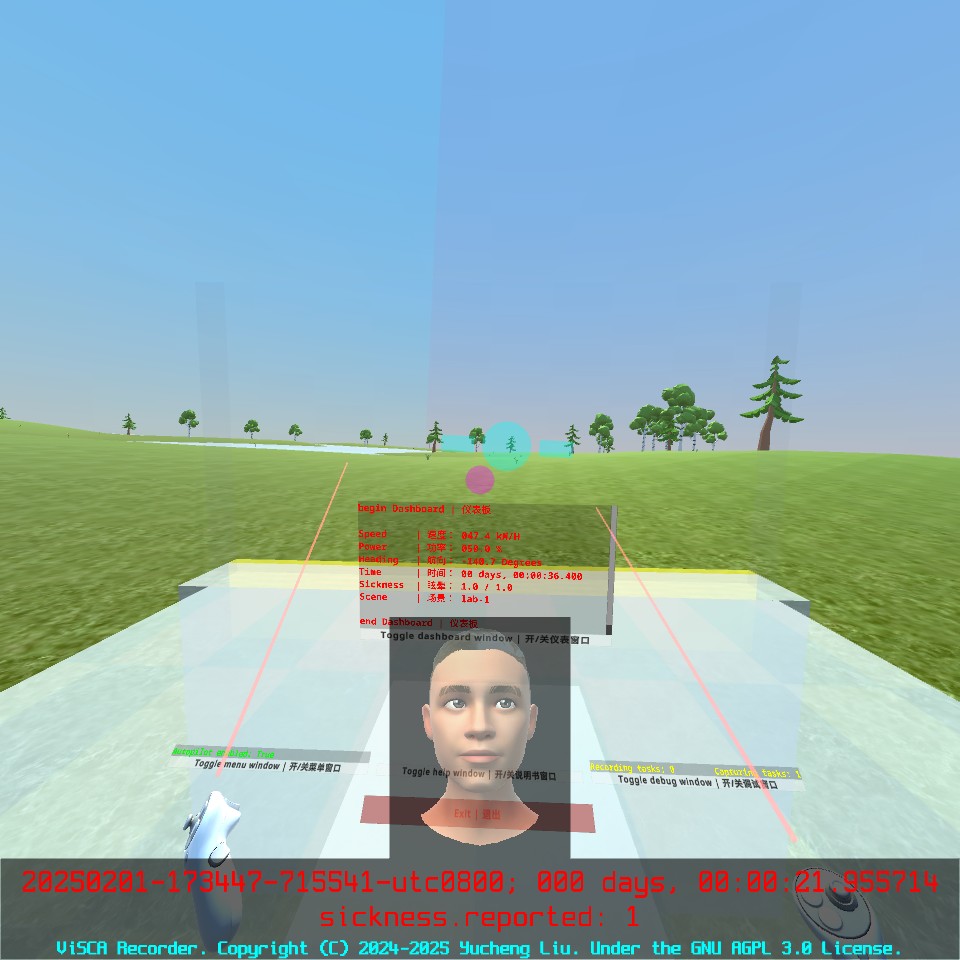 begin Dashboard | 仪表板
Speed | 速度： 047.4 kM/H
Power | 功率： 050.0 %
Heading | 航向： -140.7 Degrees
Time | 时间： 00 days, 00:00:36.400
Sickness | 眩晕： 1.0 / 1.0
Scene | 场景： lab-1
end Dashboard | 仪表板
Toggle dashboard window | 开/关仪表窗口
Autopilot enabled: True
Toggle menu window | 开/关菜单窗口
Toggle help window | 开/关说明书窗口
Recording tasks: 0 Capturing tasks: 1
Toggle debug window | 开/关调试窗口
Exit | 退出
20250201-173447-715541-utc0800; 000 days, 00:00:21.955714
sickness.reported: 1
ViSCA Recorder. Copyright (C) 2024-2025 Yucheng Liu. Under the GNU AGPL 3.0 License.